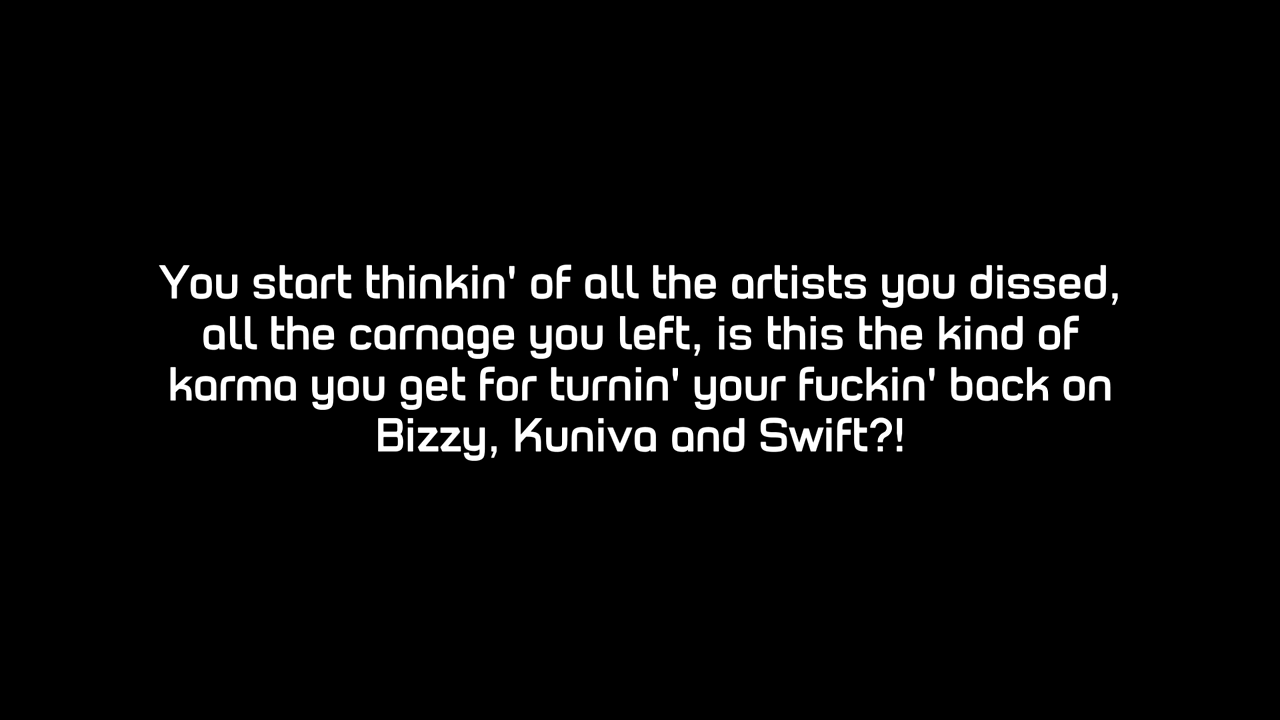 You start thinkin' of all the artists you dissed,
all the carnage you left, is this the kind of
karma you get for turnin' your fuckin' back on
Bizzy, Kuniva and Swift?!